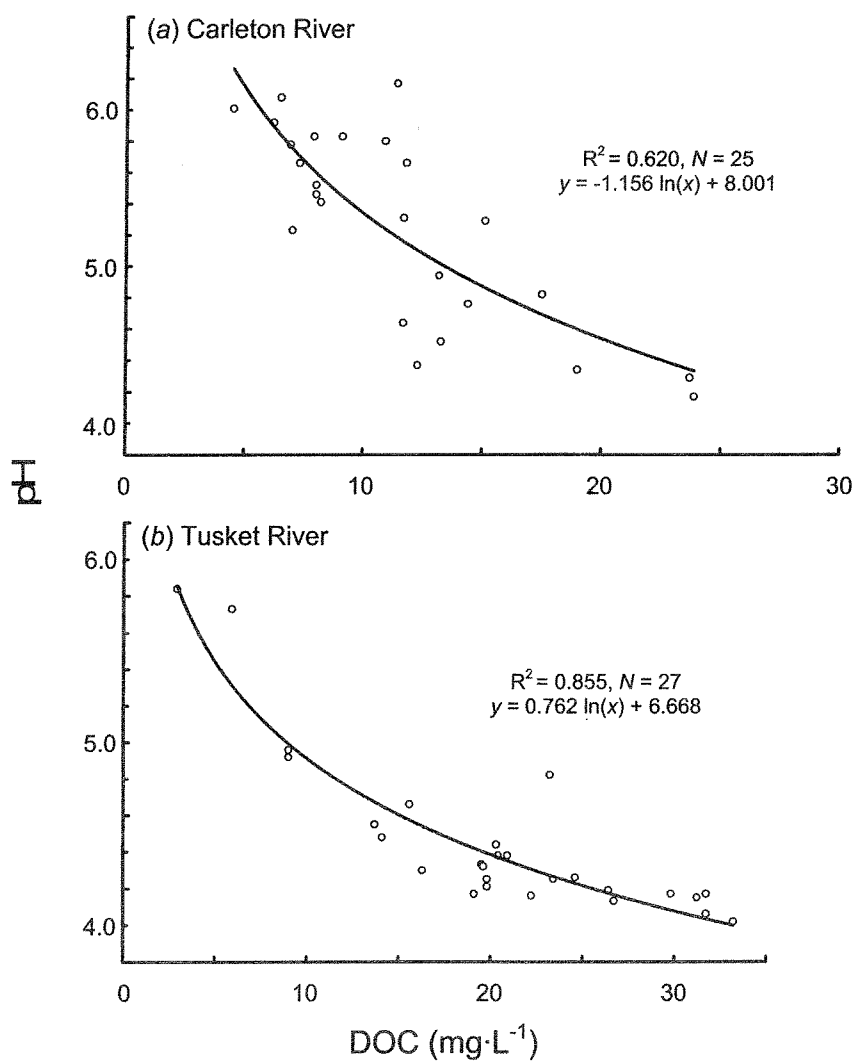 (a) Carleton River
6.0
R² = 0.620, N = 25
y = -1.156 ln(x) + 8.001
5.0
4.0
0
10
20
30
pH
(b) Tusket River
6.0
R² = 0.855, N = 27
y = 0.762 ln(x) + 6.668
5.0
4.0
0
10
20
30
DOC (mg·L⁻¹)